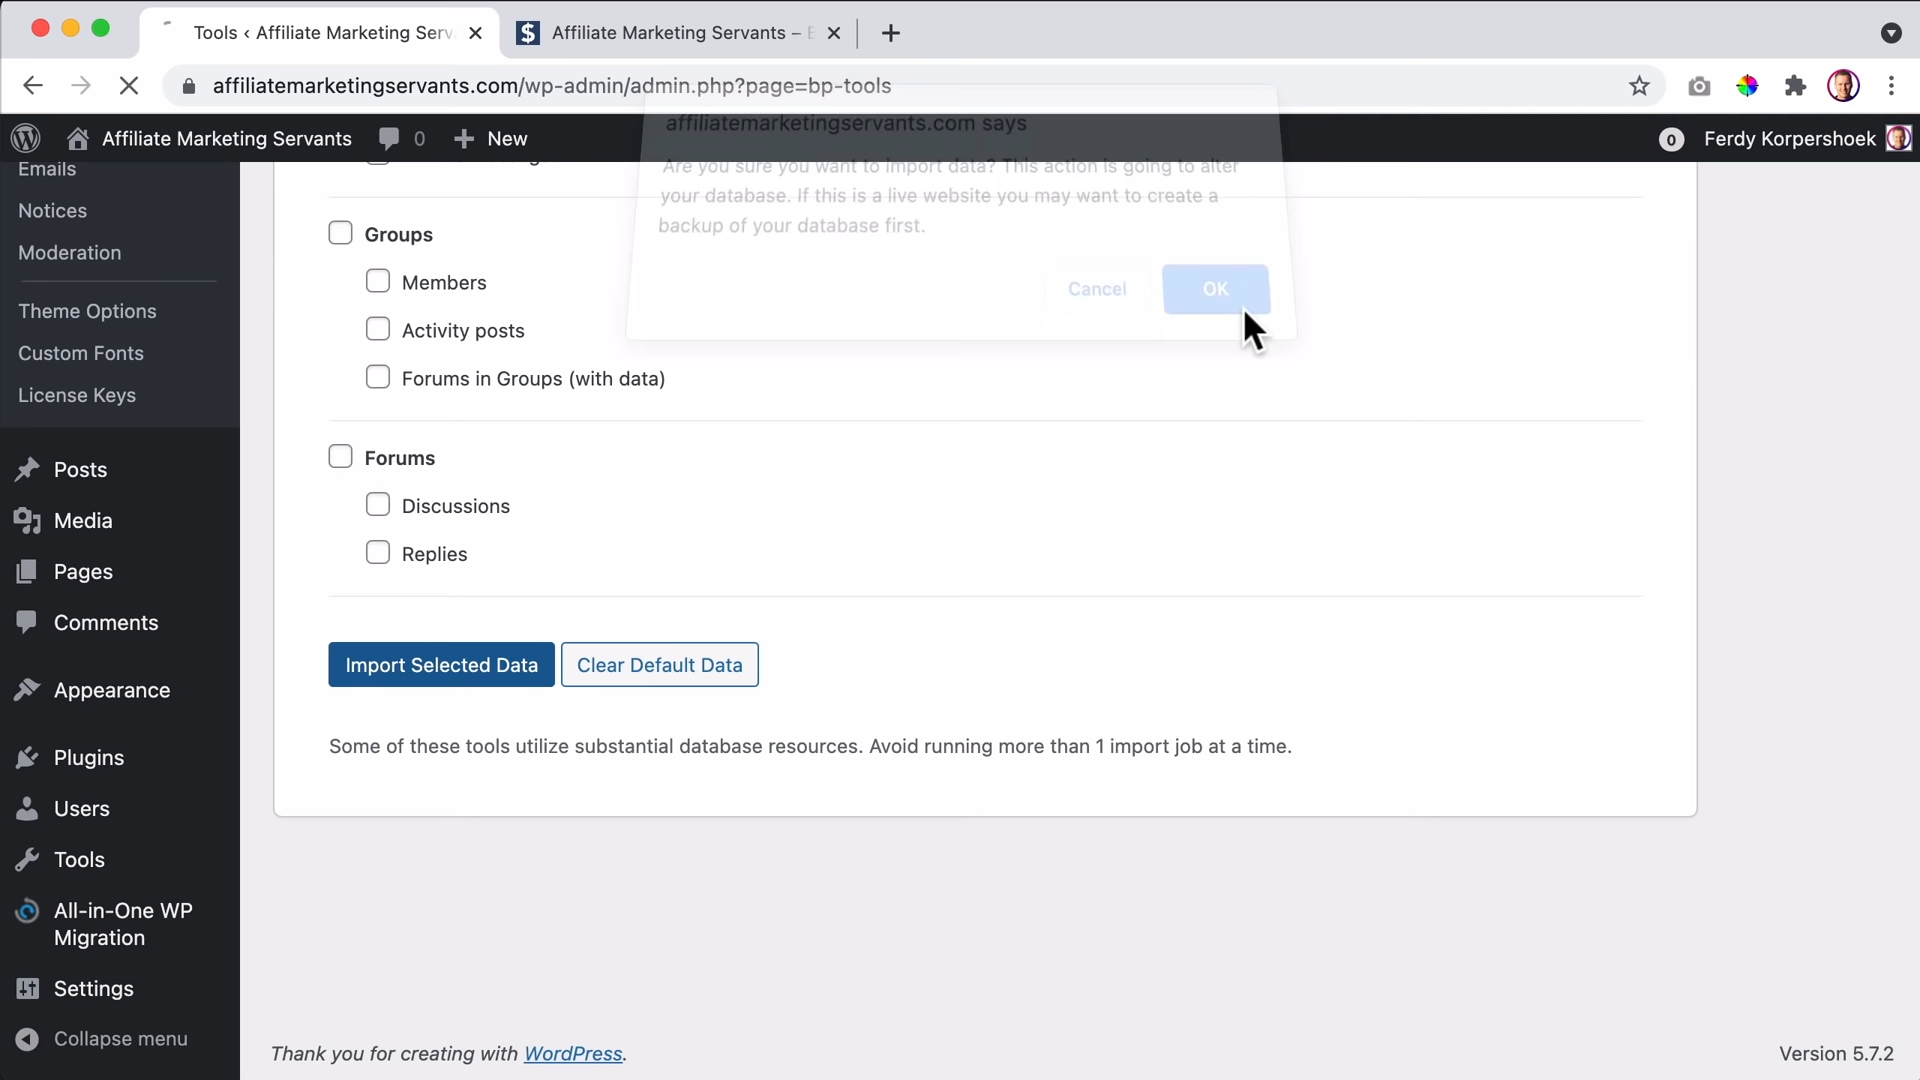 Tools ‹ Affiliate Marketing Serv
Affiliate Marketing Servants –
affiliatemarketingservants.com/wp-admin/admin.php?page=bp-tools
Affiliate Marketing Servants
0
New
0
Ferdy Korpershoek
affiliatemarketingservants.com says
Are you sure you want to import data? This action is going to alter
your database. If this is a live website you may want to create a
backup of your database first.
Cancel
OK
Emails
Notices
Moderation
Theme Options
Custom Fonts
License Keys
Posts
Media
Pages
Comments
Appearance
Plugins
Users
Tools
All-in-One WP
Migration
Settings
Collapse menu
Groups
Members
Activity posts
Forums in Groups (with data)
Forums
Discussions
Replies
Import Selected Data
Clear Default Data
Some of these tools utilize substantial database resources. Avoid running more than 1 import job at a time.
Thank you for creating with WordPress.
Version 5.7.2